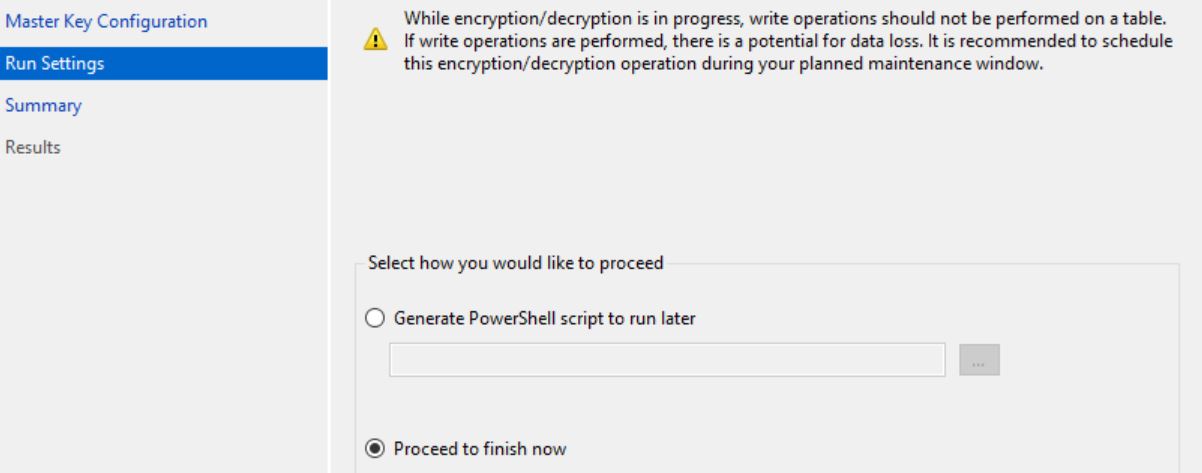 Master Key Configuration
Run Settings
Summary
Results
While encryption/decryption is in progress, write operations should not be performed on a table.
If write operations are performed, there is a potential for data loss. It is recommended to schedule
this encryption/decryption operation during your planned maintenance window.
Select how you would like to proceed
Generate PowerShell script to run later
...
Proceed to finish now